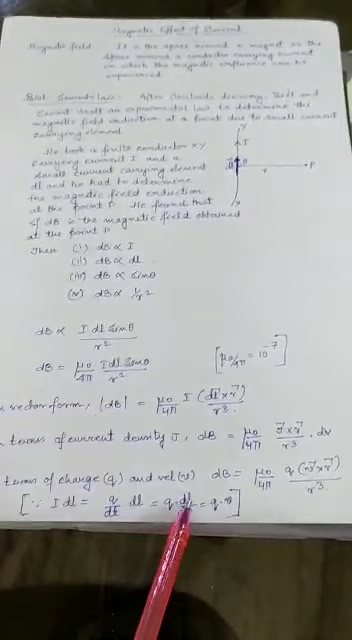 Magnetic Effect of Current
Magnetic field It is the space around a magnet or the
space around a conductor carrying current
in which the magnetic influence can be
experienced
Biot Savart's law - After Oersted's discovery, Biot and
Savart dealt an experimental law to determine the
magnetic field induction at a point due to small current
carrying element
He took a finite conductor XY
carrying current I and a
small current carrying element
dl and he had to determine
the magnetic field induction
at the point P. He found that
if dB is the magnetic field obtained
at the point P
Y
I
dl
θ
r
P
X
Then (i) dB ∝ I
(ii) dB ∝ dl
(iii) dB ∝ sinθ
(iv) dB ∝ 1/r²
dB ∝ I dl sinθ / r²
dB = μ₀/4π I dl sinθ / r² [μ₀/4π = 10⁻⁷]
vector form, |dB| = μ₀/4π I (dl⃗ × r⃗) / r³.
terms of current density J, dB = μ₀/4π J⃗ × r⃗ / r³ . dv
terms of charge (q) and vel (v) dB = μ₀/4π q (v⃗ × r⃗) / r³.
[∵ I dl = q/dt dl = q. dl = q.v]